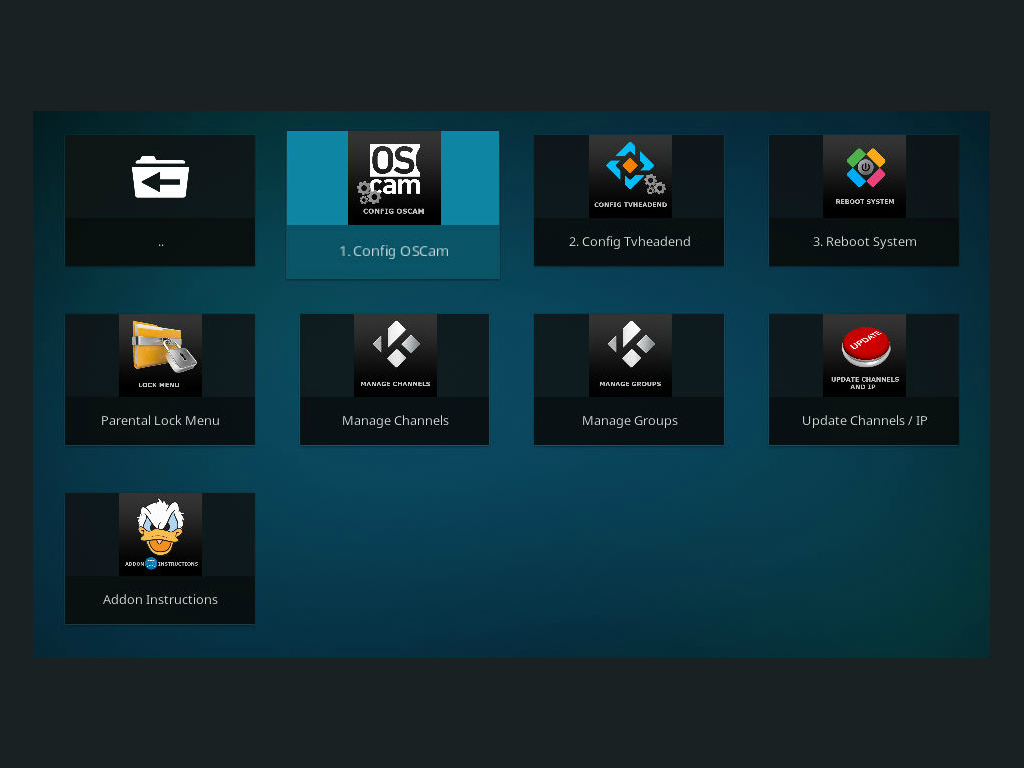 ..
OS
cam
CONFIG OSCAM
1. Config OSCam
CONFIG TVHEADEND
2. Config Tvheadend
REBOOT SYSTEM
3. Reboot System
LOCK MENU
Parental Lock Menu
MANAGE CHANNELS
Manage Channels
MANAGE GROUPS
Manage Groups
UPDATE
UPDATE CHANNELS
AND IP
Update Channels / IP
ADDON INSTRUCTIONS
Addon Instructions